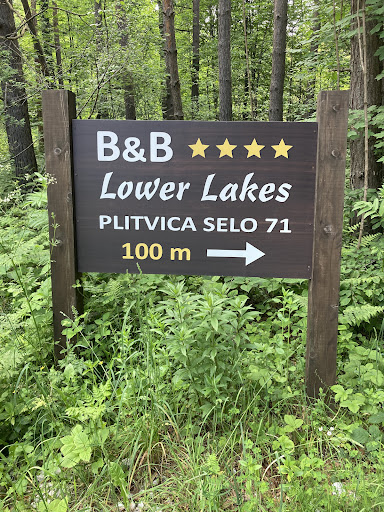 B&B ★★★★
Lower Lakes
PLITVICA SELO 71
100 m →